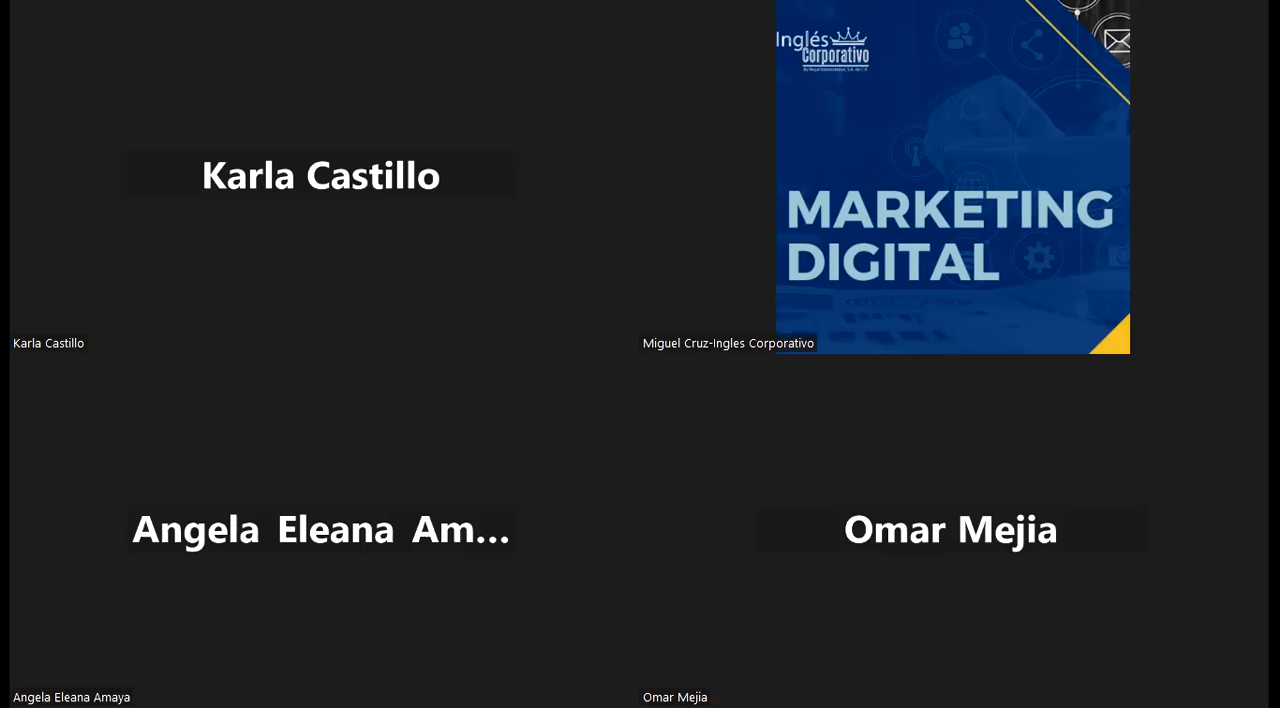 Karla Castillo
Karla Castillo
Inglés
Corporativo
MARKETING
DIGITAL
Miguel Cruz-Ingles Corporativo
Angela Eleana Am...
Angela Eleana Amaya
Omar Mejia
Omar Mejia